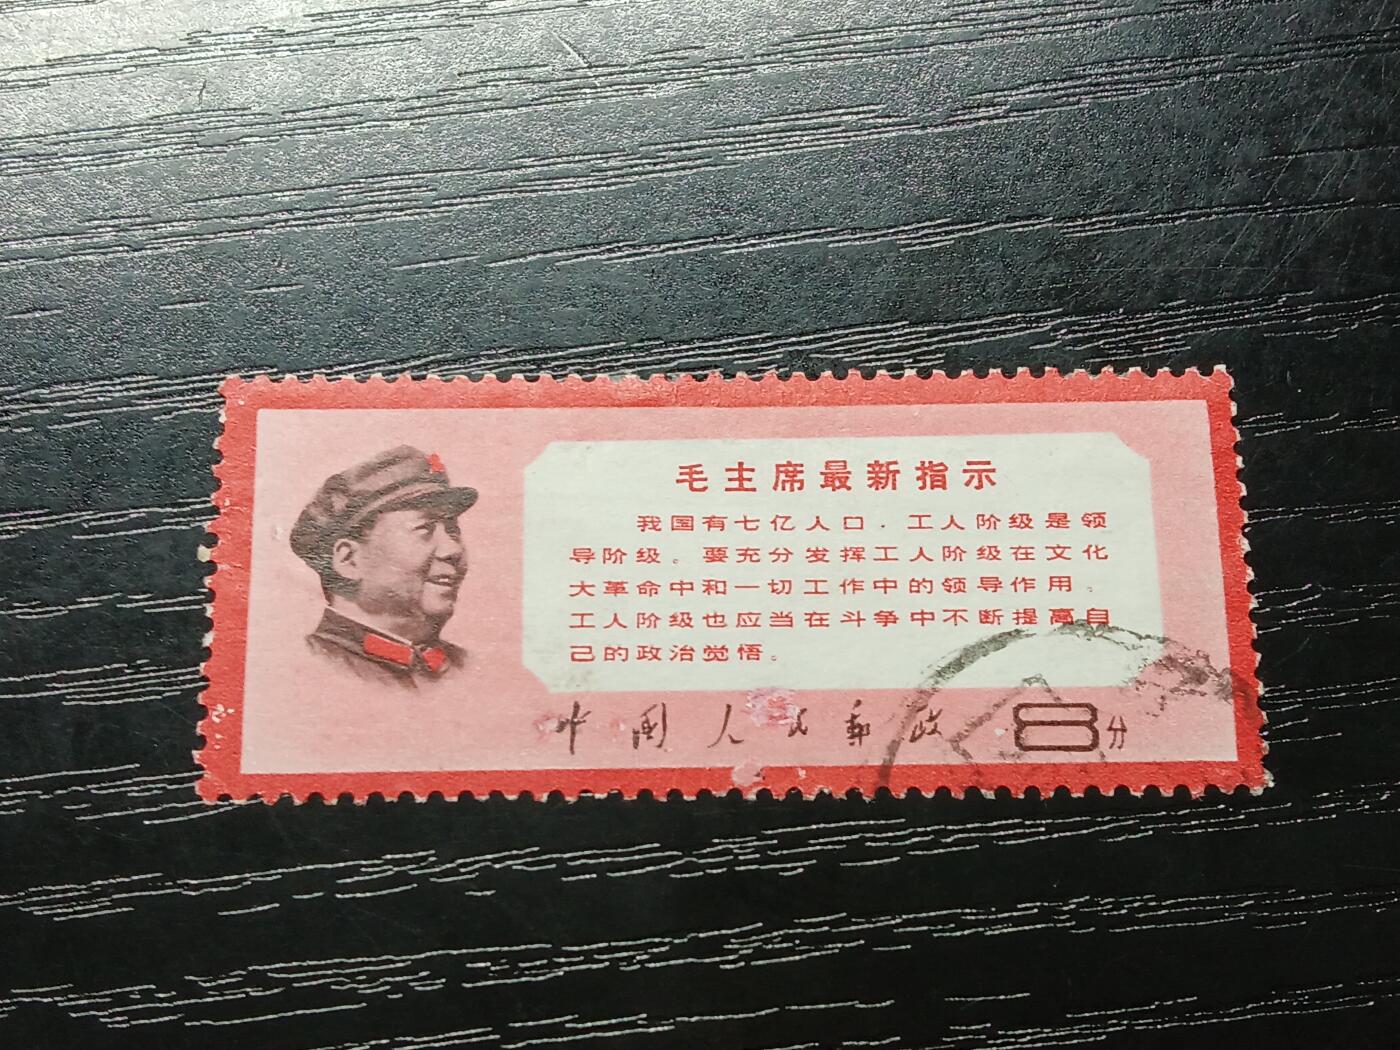 毛主席最新指示
我国有七亿人口，工人阶级是领
导阶级。要充分发挥工人阶级在文化
大革命中和一切工作中的领导作用。
工人阶级也应当在斗争中不断提高自
己的政治觉悟。
中国人民邮政 8分